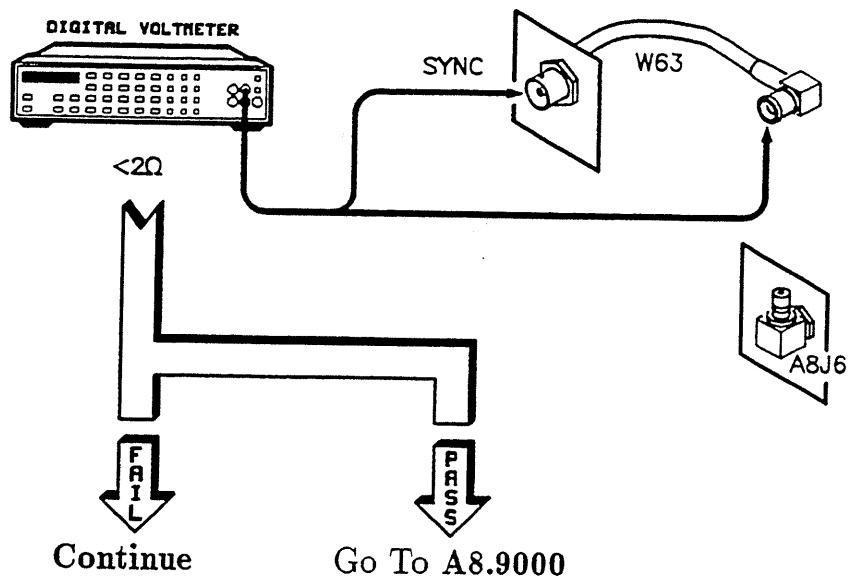 DIGITAL VOLTMETER
SYNC
W63
<2Ω
A8J6
FAIL
PASS
Continue
Go To A8.9000